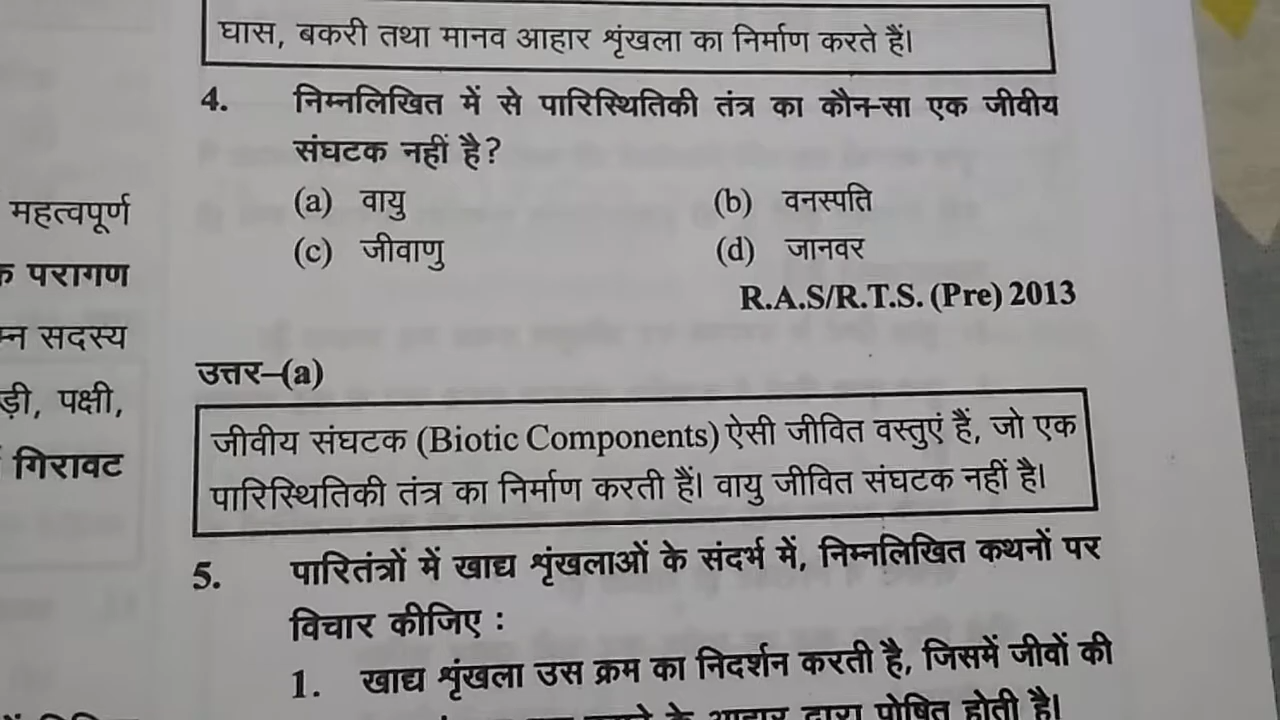 महत्वपूर्ण
परागण
सदस्य
पक्षी,
गिरावट
घास, बकरी तथा मानव आहार शृंखला का निर्माण करते हैं।
4. निम्नलिखित में से पारिस्थितिकी तंत्र का कौन-सा एक जीवीय
संघटक नहीं है?
(a) वायु (b) वनस्पति
(c) जीवाणु (d) जानवर
R.A.S/R.T.S. (Pre) 2013
उत्तर–(a)
जीवीय संघटक (Biotic Components) ऐसी जीवित वस्तुएं हैं, जो एक
पारिस्थितिकी तंत्र का निर्माण करती हैं। वायु जीवित संघटक नहीं है।
5. पारितंत्रों में खाद्य शृंखलाओं के संदर्भ में, निम्नलिखित कथनों पर
विचार कीजिए :
1. खाद्य शृंखला उस क्रम का निदर्शन करती है, जिसमें जीवों की
के आहार द्वारा पोषित होती है।